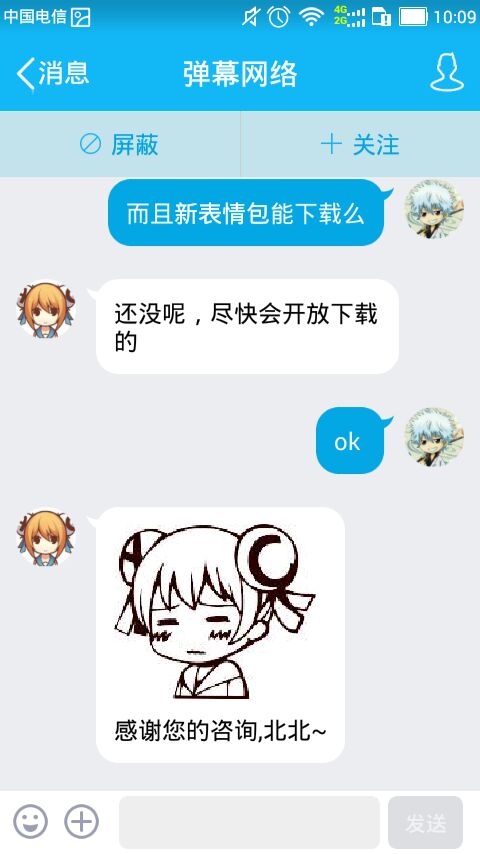 中国电信 4G 2G 10:09
消息 弹幕网络
屏蔽 关注
而且新表情包能下载么
还没呢，尽快会开放下载
的
ok
感谢您的咨询,北北~
发送